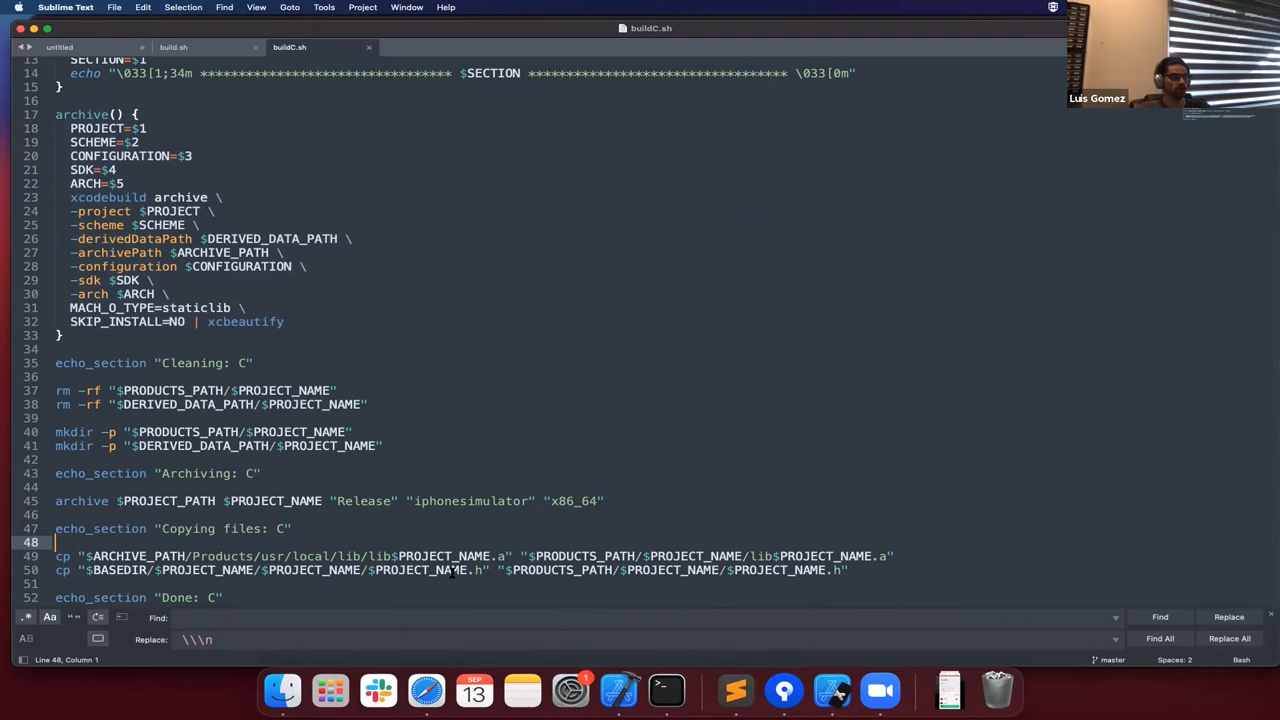 Sublime Text File Edit Selection Find View Goto Tools Project Window Help
buildC.sh
untitled build.sh buildC.sh
Luis Gomez
13 SECTION=$1
14 echo "\033[1;34m ******************************** $SECTION ********************************* \033[0m"
15 }
16
17 archive() {
18 PROJECT=$1
19 SCHEME=$2
20 CONFIGURATION=$3
21 SDK=$4
22 ARCH=$5
23 xcodebuild archive \
24 -project $PROJECT \
25 -scheme $SCHEME \
26 -derivedDataPath $DERIVED_DATA_PATH \
27 -archivePath $ARCHIVE_PATH \
28 -configuration $CONFIGURATION \
29 -sdk $SDK \
30 -arch $ARCH \
31 MACH_O_TYPE=staticlib \
32 SKIP_INSTALL=NO | xcbeautify
33 }
34
35 echo_section "Cleaning: C"
36
37 rm -rf "$PRODUCTS_PATH/$PROJECT_NAME"
38 rm -rf "$DERIVED_DATA_PATH/$PROJECT_NAME"
39
40 mkdir -p "$PRODUCTS_PATH/$PROJECT_NAME"
41 mkdir -p "$DERIVED_DATA_PATH/$PROJECT_NAME"
42
43 echo_section "Archiving: C"
44
45 archive $PROJECT_PATH $PROJECT_NAME "Release" "iphonesimulator" "x86_64"
46
47 echo_section "Copying files: C"
48
49 cp "$ARCHIVE_PATH/Products/usr/local/lib/lib$PROJECT_NAME.a" "$PRODUCTS_PATH/$PROJECT_NAME/lib$PROJECT_NAME.a"
50 cp "$BASEDIR/$PROJECT_NAME/$PROJECT_NAME/$PROJECT_NAME.h" "$PRODUCTS_PATH/$PROJECT_NAME/$PROJECT_NAME.h"
51
52 echo_section "Done: C"
.* Aa "" Find: Find Replace
AB Replace: \\\n Find All Replace All
Line 48, Column 1 master Spaces: 2 Bash
SEP 1
13